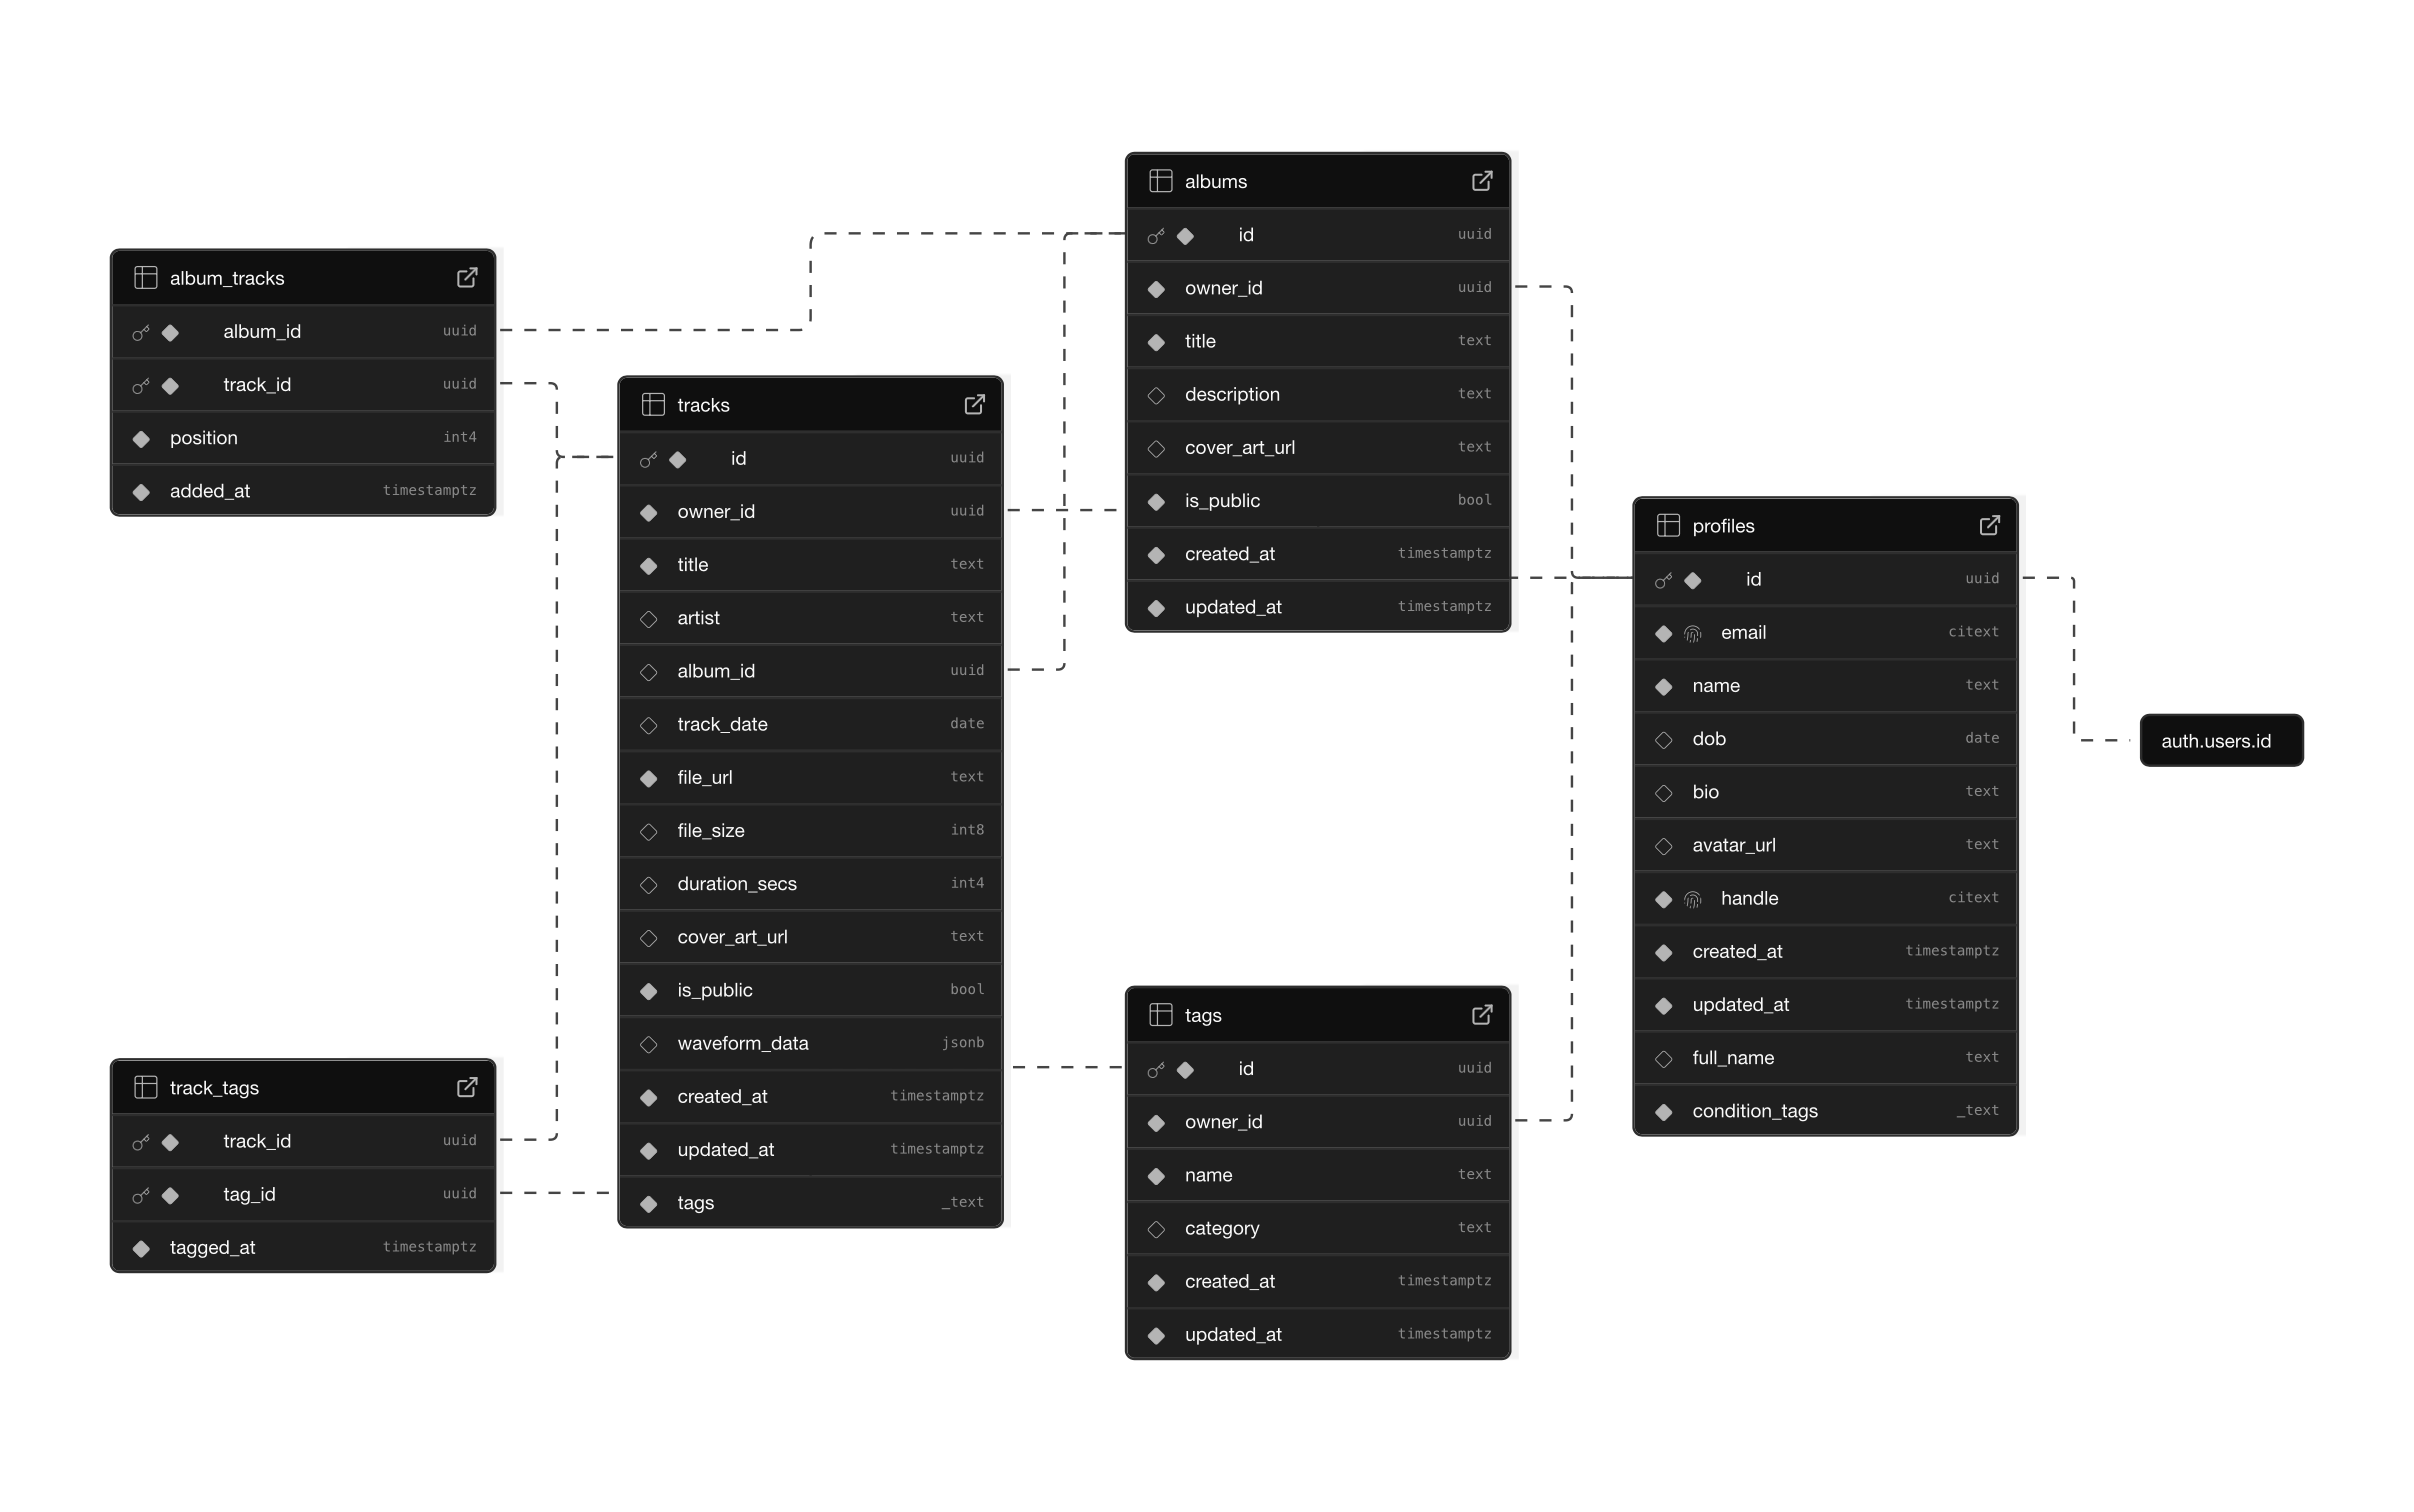 album_tracks
album_id uuid
track_id uuid
position int4
added_at timestamptz
track_tags
track_id uuid
tag_id uuid
tagged_at timestamptz
tracks
id uuid
owner_id uuid
title text
artist text
album_id uuid
track_date date
file_url text
file_size int8
duration_secs int4
cover_art_url text
is_public bool
waveform_data jsonb
created_at timestamptz
updated_at timestamptz
tags _text
albums
id uuid
owner_id uuid
title text
description text
cover_art_url text
is_public bool
created_at timestamptz
updated_at timestamptz
tags
id uuid
owner_id uuid
name text
category text
created_at timestamptz
updated_at timestamptz
profiles
id uuid
email citext
name text
dob date
bio text
avatar_url text
handle citext
created_at timestamptz
updated_at timestamptz
full_name text
condition_tags _text
auth.users.id